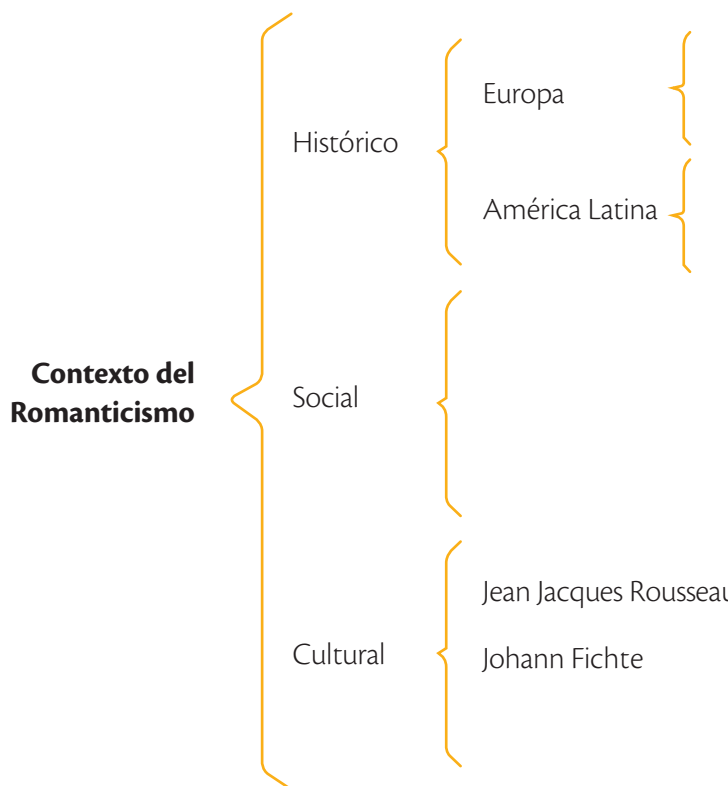 Contexto del
Romanticismo
Histórico
Europa
América Latina
Social
Cultural
Jean Jacques Rousseau
Johann Fichte